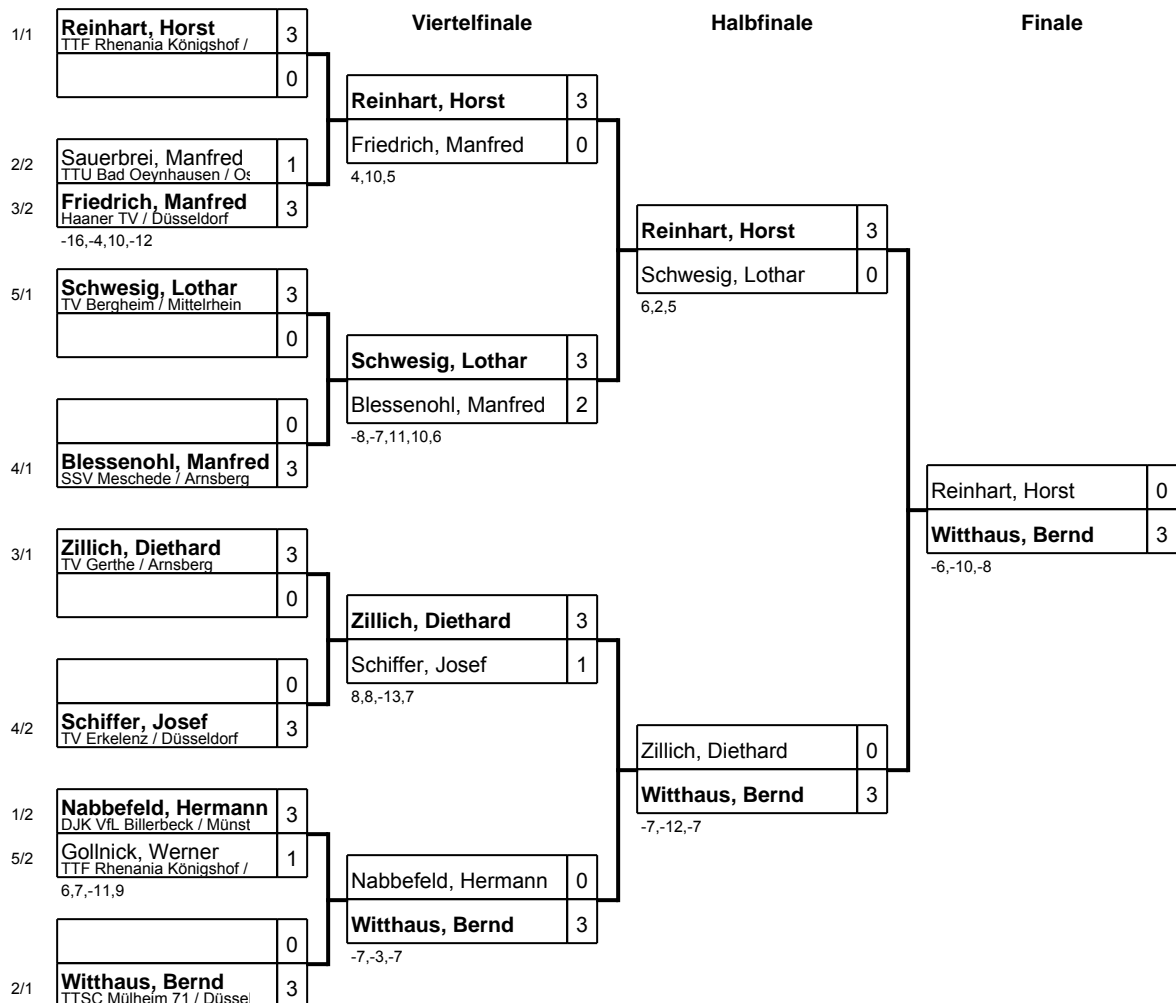 Viertelfinale
Halbfinale
Finale
1/1
Reinhart, Horst 3
TTF Rhenania Königshof /
0
2/2
Sauerbrei, Manfred 1
TTU Bad Oeynhausen /
3/2
Friedrich, Manfred 3
Haaner TV / Düsseldorf
-16,-4,10,-12
5/1
Schwesig, Lothar 3
TV Bergheim / Mittelrhein
0
0
4/1
Blessenohl, Manfred 3
SSV Meschede / Arnsberg
3/1
Zillich, Diethard 3
TV Gerthe / Arnsberg
0
0
4/2
Schiffer, Josef 3
TV Erkelenz / Düsseldorf
1/2
Nabbefeld, Hermann 3
DJK VfL Billerbeck / Münst
5/2
Gollnick, Werner 1
TTF Rhenania Königshof /
6,7,-11,9
0
2/1
Witthaus, Bernd 3
TTSC Mülheim 71 / Düssel
Reinhart, Horst 3
Friedrich, Manfred 0
4,10,5
Schwesig, Lothar 3
Blessenohl, Manfred 2
-8,-7,11,10,6
Zillich, Diethard 3
Schiffer, Josef 1
8,8,-13,7
Nabbefeld, Hermann 0
Witthaus, Bernd 3
-7,-3,-7
Reinhart, Horst 3
Schwesig, Lothar 0
6,2,5
Zillich, Diethard 0
Witthaus, Bernd 3
-7,-12,-7
Reinhart, Horst 0
Witthaus, Bernd 3
-6,-10,-8